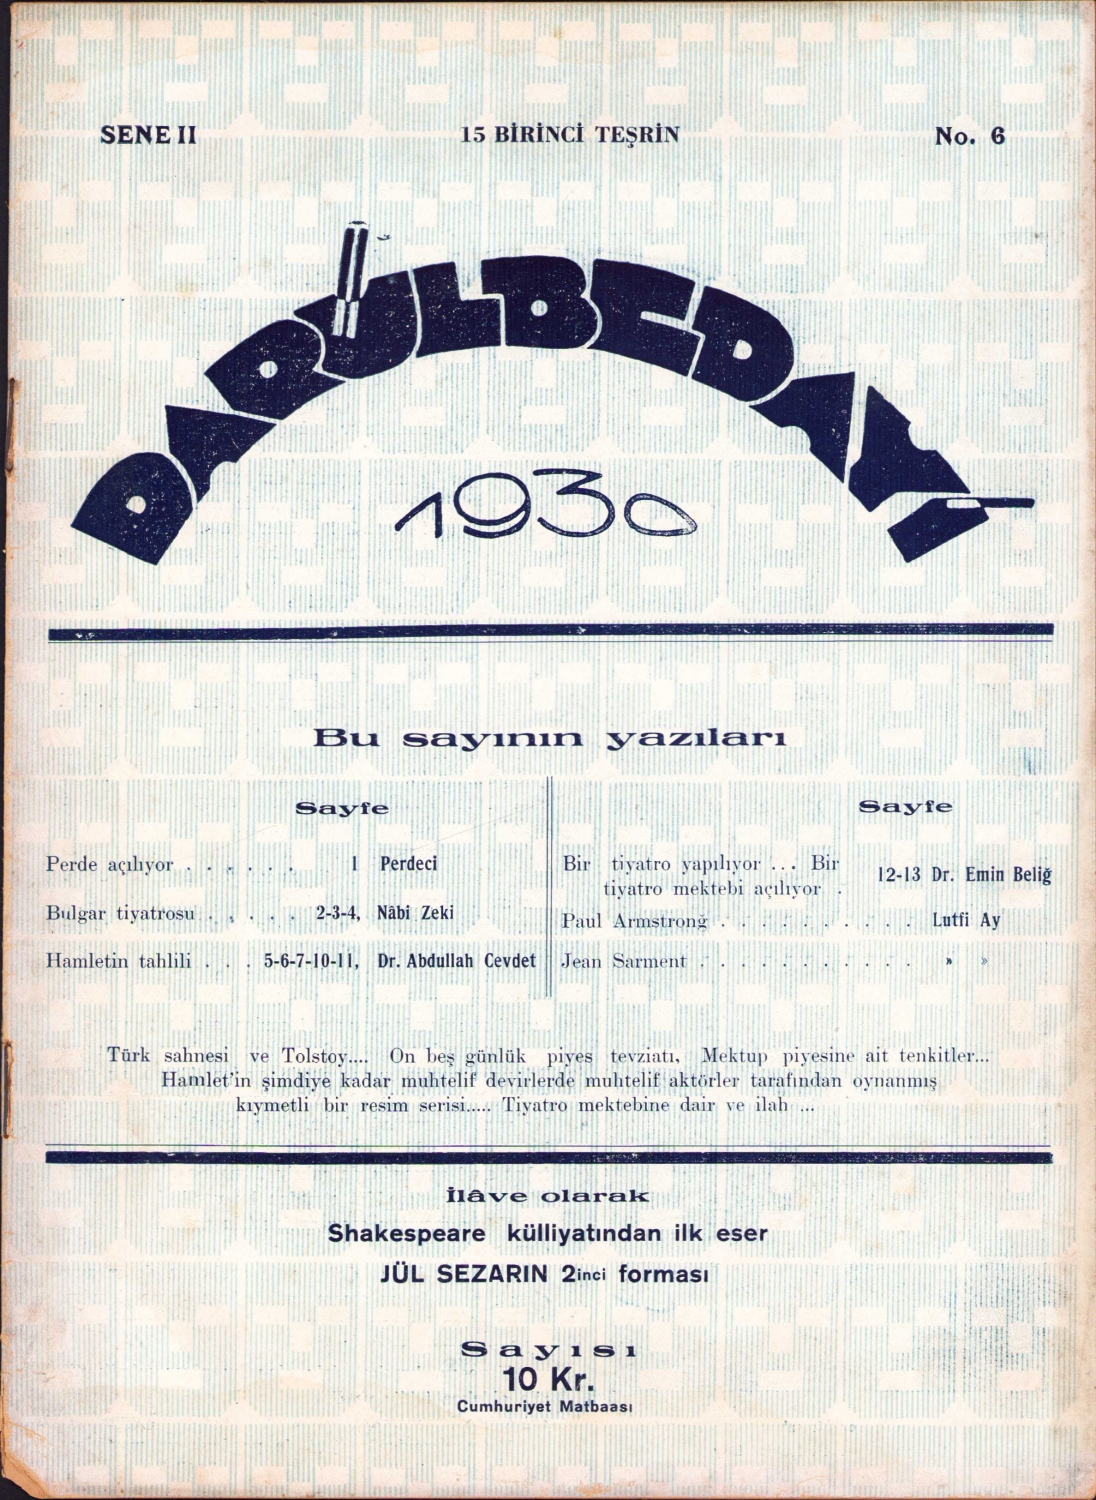 SENE II 15 BİRİNCİ TEŞRİN No. 6
DARÜLBEDAYİ
1930
Bu sayının yazıları
Sayfe
Perde açılıyor . . . . . . 1 Perdeci
Bulgar tiyatrosu . . . . . 2-3-4, Nâbi Zeki
Hamletin tahlili . . . 5-6-7-10-11, Dr. Abdullah Cevdet
Sayfe
Bir tiyatro yapılıyor ... Bir
tiyatro mektebi açılıyor . 12-13 Dr. Emin Beliğ
Paul Armstronğ . . . . . . . . . . Lutfi Ay
Jean Sarment . . . . . . . . . . » »
Türk sahnesi ve Tolstoy.... On beş günlük piyes tevziatı, Mektup piyesine ait tenkitler...
Hamlet'in şimdiye kadar muhtelif devirlerde muhtelif aktörler tarafından oynanmış
kıymetli bir resim serisi..... Tiyatro mektebine dair ve ilah ...
İlâve olarak
Shakespeare külliyatından ilk eser
JÜL SEZARIN 2inci forması
Sayısı
10 Kr.
Cumhuriyet Matbaası